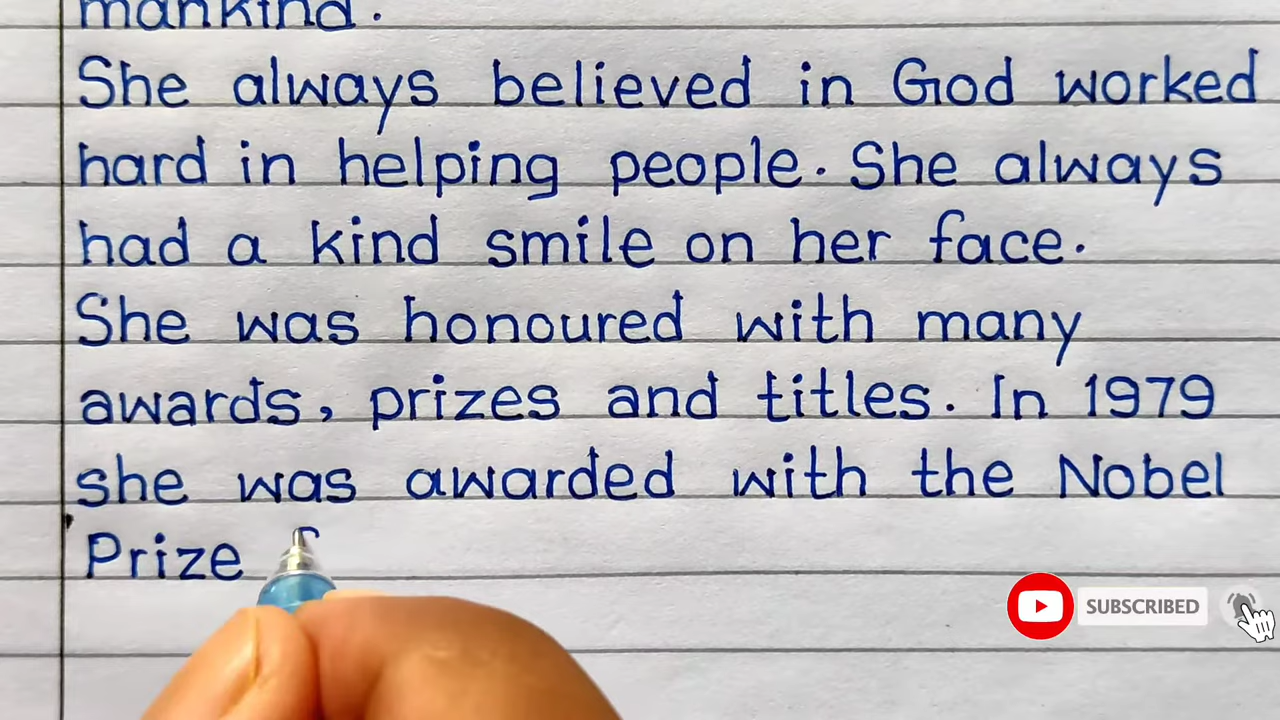 mankind.
She always believed in God worked
hard in helping people. She always
had a kind smile on her face.
She was honoured with many
awards, prizes and titles. In 1979
she was awarded with the Nobel
Prize
SUBSCRIBED